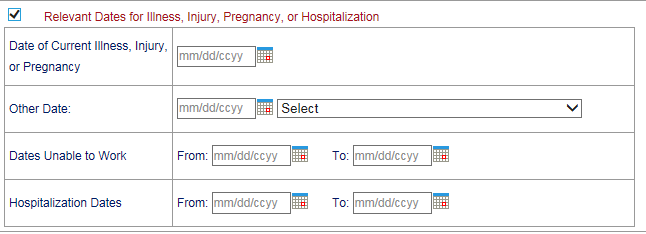 Relevant Dates for Illness, Injury, Pregnancy, or Hospitalization
Date of Current Illness, Injury,
or Pregnancy
mm/dd/ccyy
Other Date:
mm/dd/ccyy
Select
Dates Unable to Work
From: mm/dd/ccyy
To: mm/dd/ccyy
Hospitalization Dates
From: mm/dd/ccyy
To: mm/dd/ccyy